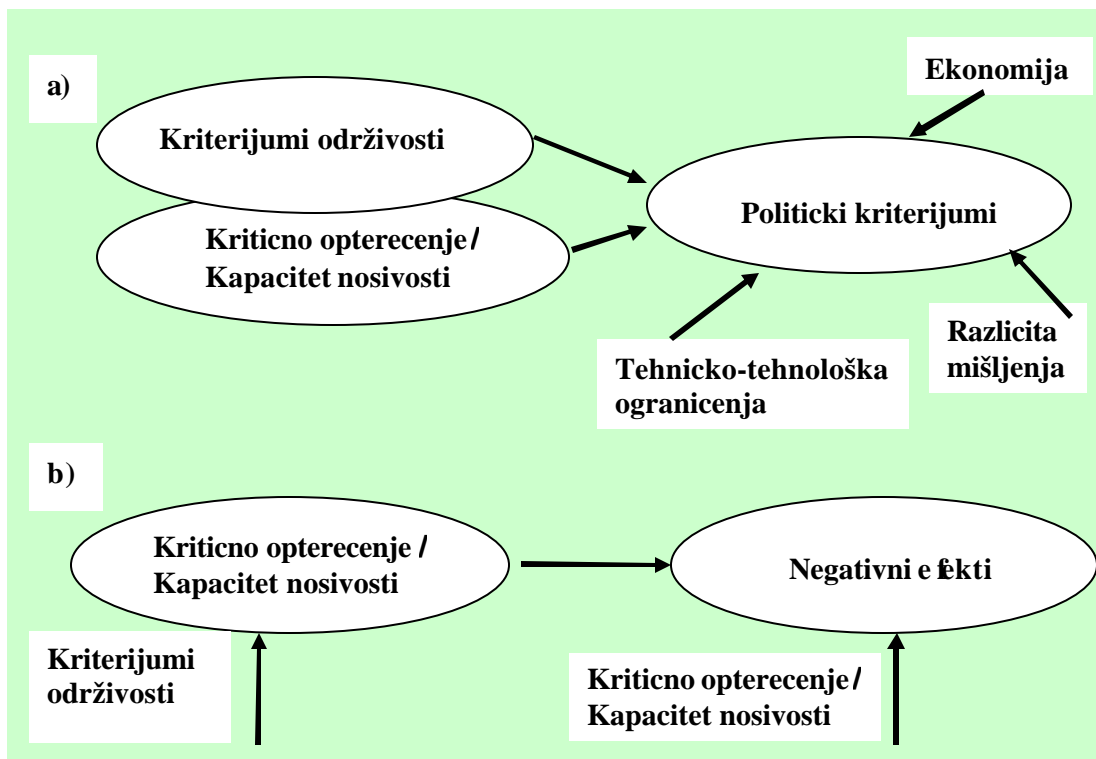 a)
Ekonomija
Kriterijumi održivosti
Politicki kriterijumi
Kriticno opterecenje /
Kapacitet nosivosti
Razlicita
mišljenja
Tehnicko-tehnološka
ogranicenja
b)
Kriticno opterecenje /
Kapacitet nosivosti
Negativni efekti
Kriterijumi
održivosti
Kriticno opterecenje /
Kapacitet nosivosti